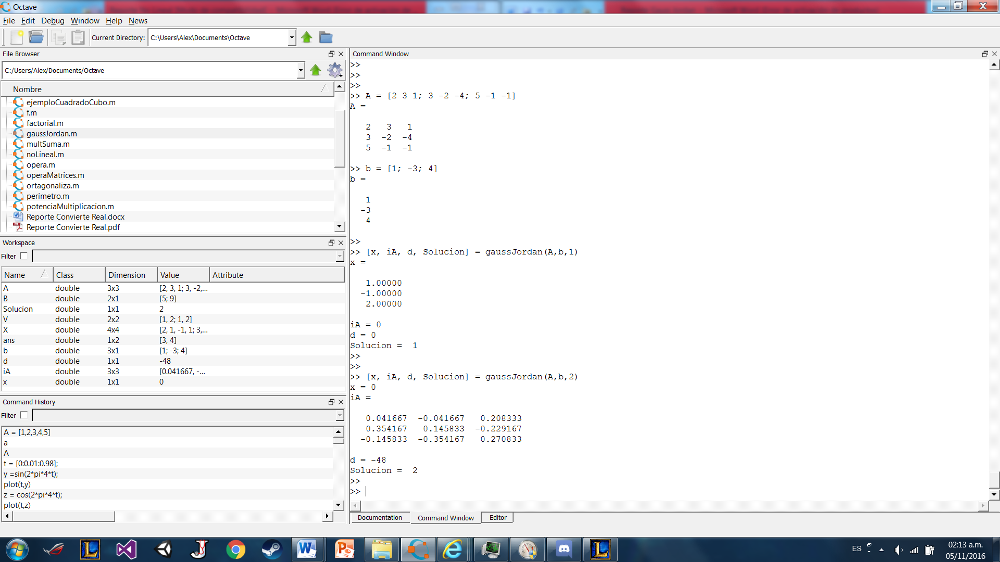 Octave
File Edit Debug Window Help News
Current Directory: C:\Users\Alex\Documents\Octave
File Browser
C:/Users/Alex/Documents/Octave
Nombre
ejemploCuadradoCubo.m
f.m
factorial.m
gaussJordan.m
multSuma.m
noLineal.m
opera.m
operaMatrices.m
ortagonaliza.m
perimetro.m
potenciaMultiplicacion.m
Reporte Convierte Real.docx
Reporte Convierte Real.pdf
Workspace
Filter
Name Class Dimension Value Attribute
A double 3x3 [2, 3, 1; 3, -2,...
B double 2x1 [5; 9]
Solucion double 1x1 2
V double 2x2 [1, 2; 1, 2]
X double 4x4 [2, 1, -1, 1; 3,...
ans double 1x2 [3, 4]
b double 3x1 [1; -3; 4]
d double 1x1 -48
iA double 3x3 [0.041667, -...
x double 1x1 0
Command History
Filter
A = [1,2,3,4,5]
a
A
t = [0:0.01:0.98];
y =sin(2*pi*4*t);
plot(t,y)
z = cos(2*pi*4*t);
plot(t,z)
Command Window
>>
>>
>>
>> A = [2 3 1; 3 -2 -4; 5 -1 -1]
A =
2 3 1
3 -2 -4
5 -1 -1
>> b = [1; -3; 4]
b =
1
-3
4
>>
>> [x, iA, d, Solucion] = gaussJordan(A,b,1)
x =
1.00000
-1.00000
2.00000
iA = 0
d = 0
Solucion = 1
>>
>>
>> [x, iA, d, Solucion] = gaussJordan(A,b,2)
x = 0
iA =
0.041667 -0.041667 0.208333
0.354167 0.145833 -0.229167
-0.145833 -0.354167 0.270833
d = -48
Solucion = 2
>>
>>
Documentation Command Window Editor
ES
02:13 a.m.
05/11/2016